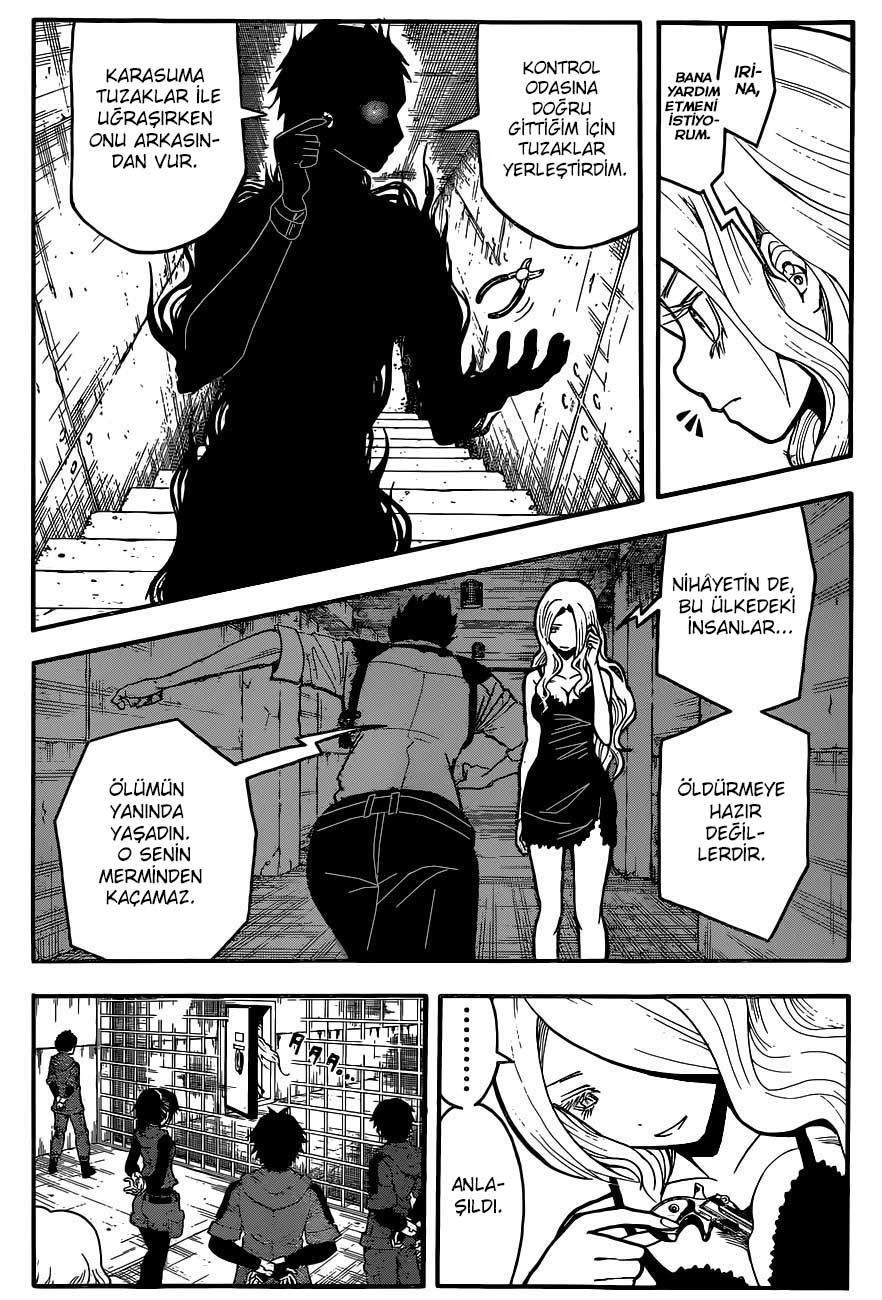 IRİ-
NA,
BANA
YARDIM
ETMENİ
İSTİYO-
RUM.
KONTROL
ODASINA
DOĞRU
GİTTİĞİM İÇİN
TUZAKLAR
YERLEŞTİRDİM.
KARASUMA
TUZAKLAR İLE
UĞRAŞIRKEN
ONU ARKASIN-
DAN VUR.
NİHÂYETİN DE,
BU ÜLKEDEKİ
İNSANLAR...
ÖLDÜRMEYE
HAZIR
DEĞİL-
LERDİR.
ÖLÜMÜN
YANINDA
YAŞADIN.
O SENİN
MERMİNDEN
KAÇAMAZ.
........
ANLA-
ŞILDI.